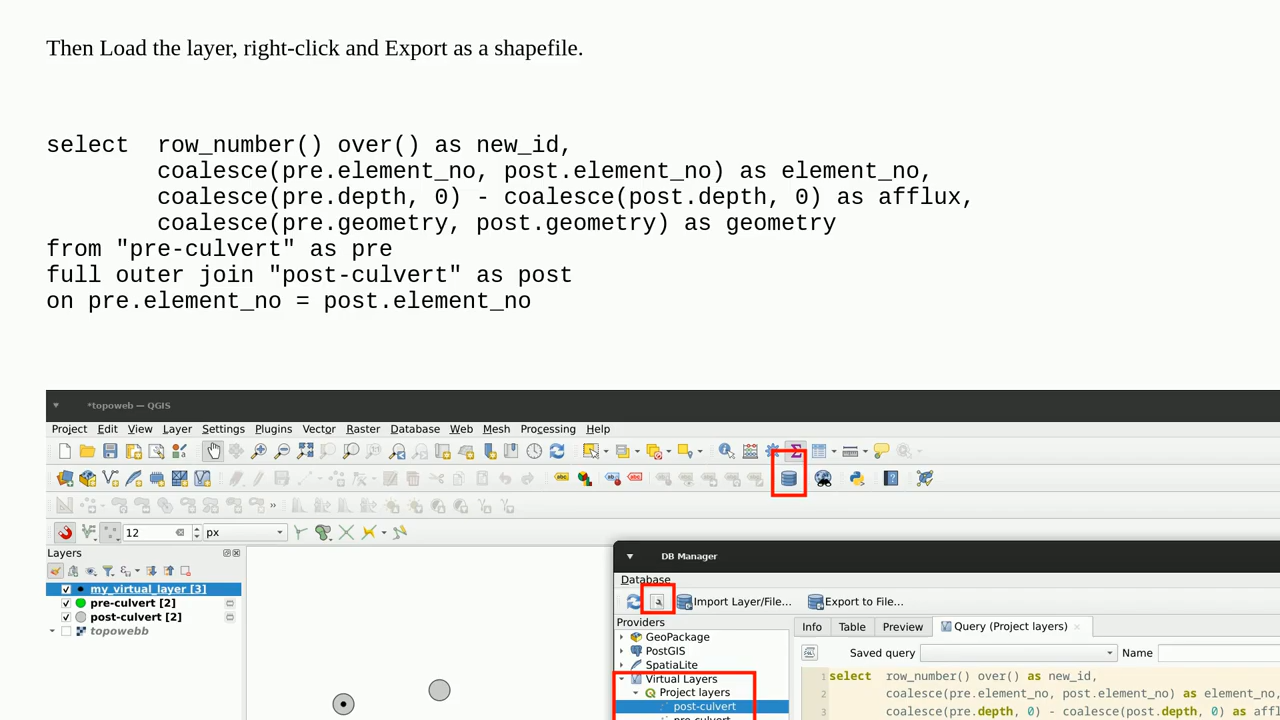 Then Load the layer, right-click and Export as a shapefile.
select row_number() over() as new_id,
coalesce(pre.element_no, post.element_no) as element_no,
coalesce(pre.depth, 0) - coalesce(post.depth, 0) as afflux,
coalesce(pre.geometry, post.geometry) as geometry
from "pre-culvert" as pre
full outer join "post-culvert" as post
on pre.element_no = post.element_no
*topoweb — QGIS
Project Edit View Layer Settings Plugins Vector Raster Database Web Mesh Processing Help
12 px
Layers
my_virtual_layer [3]
pre-culvert [2]
post-culvert [2]
topowebb
DB Manager
Database
Import Layer/File... Export to File...
Providers
GeoPackage
PostGIS
SpatiaLite
Virtual Layers
Project layers
post-culvert
pre-culvert
Info Table Preview Query (Project layers)
Saved query Name
1 select row_number() over() as new_id,
2 coalesce(pre.element_no, post.element_no) as element_no,
3 coalesce(pre.depth, 0) - coalesce(post.depth, 0) as affl